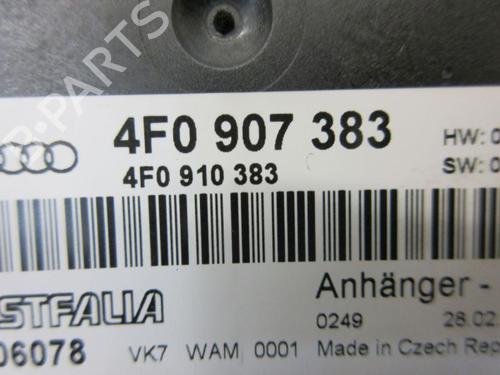 4F0 907 383
HW: 0
4F0 910 383
SW: 0
STFALIA
Anhänger -
06078 VK7 WAM 0001
0249 28.02
Made in Czech Rep
B-PARTS